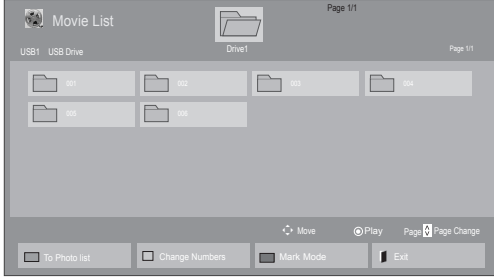 Page 1/1
Movie List
Drive1
USB1 USB Drive
Page 1/1
001 002 003 004
005 006
Move Play Page Page Change
To Photo list Change Numbers Mark Mode Exit